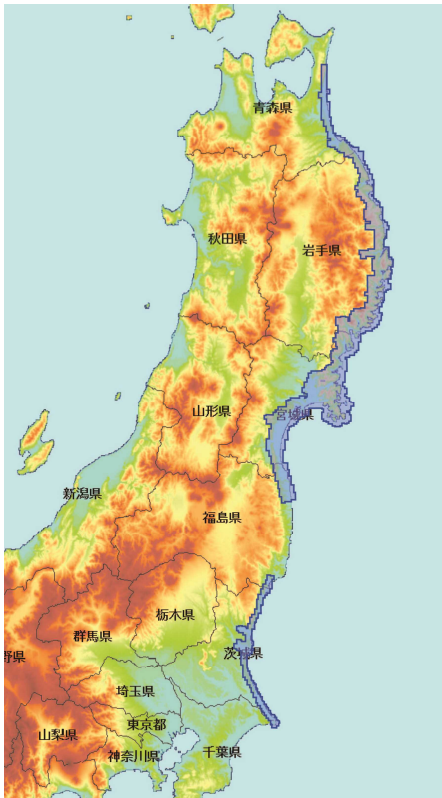 青森県
秋田県
岩手県
山形県
宮城県
新潟県
福島県
栃木県
群馬県
茨城県
野県
埼玉県
東京都
山梨県
千葉県
神奈川県